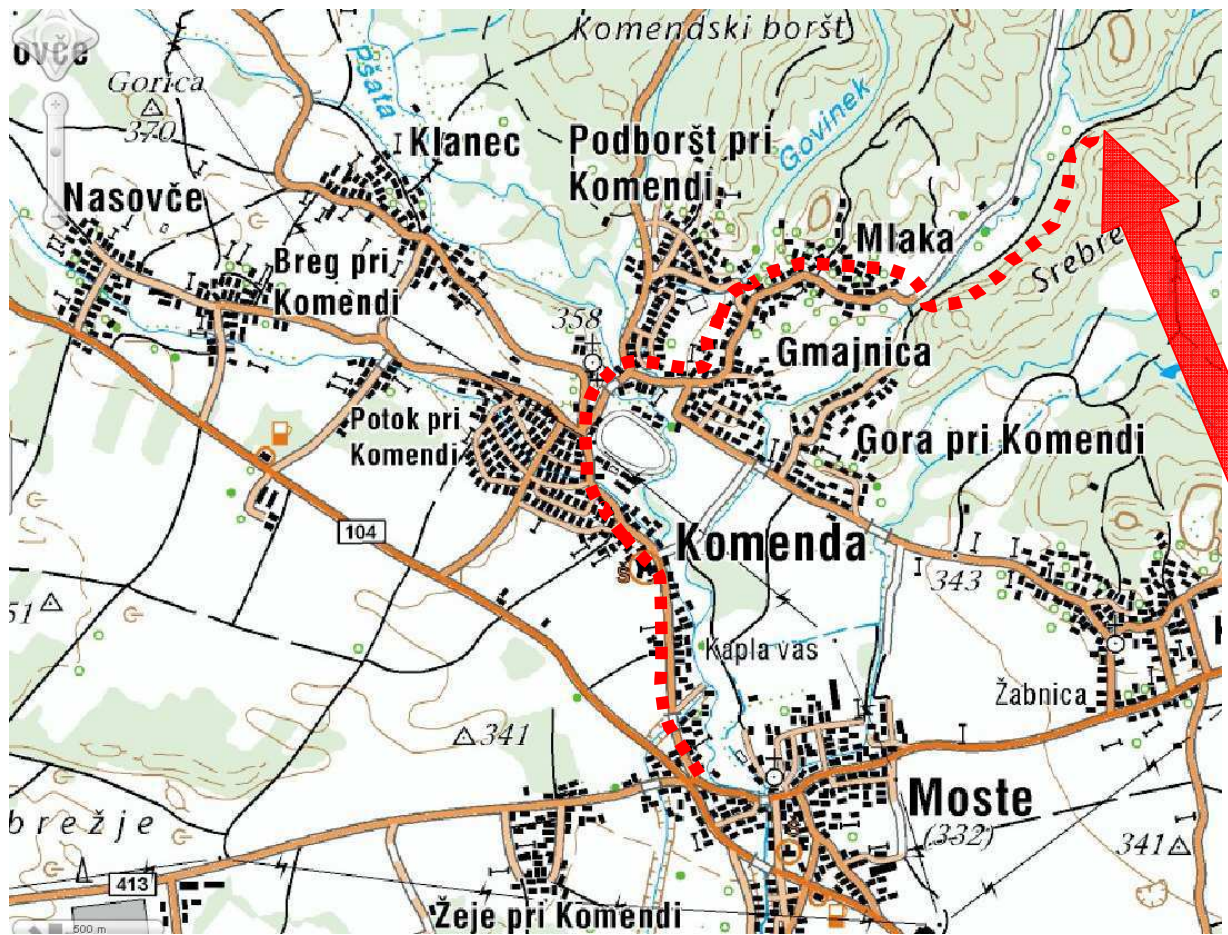 ovče
Komendski boršt
Gorica
370
Pšata
Klanec
Podboršt pri
Komendi
Govinek
Nasovče
Breg pri
Komendi
Mlaka
Srebre
358
Gmajnica
Potok pri
Komendi
Gora pri Komendi
104
Komenda
343
51
Kapla vas
Žabnica
341
Moste
(332)
brežje
341
413
Žeje pri Komendi
500 m